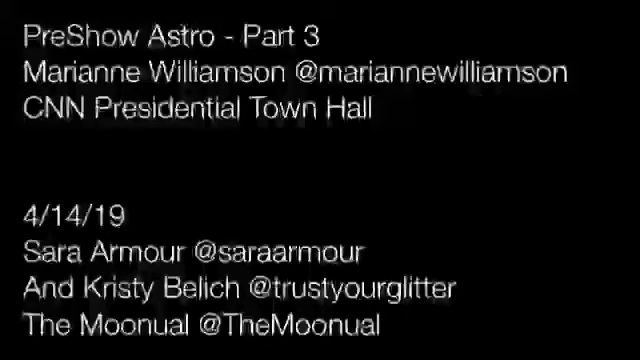 PreShow Astro - Part 3
Marianne Williamson @mariannewilliamson
CNN Presidential Town Hall
4/14/19
Sara Armour @saraarmour
And Kristy Belich @trustyourglitter
The Moonual @TheMoonual